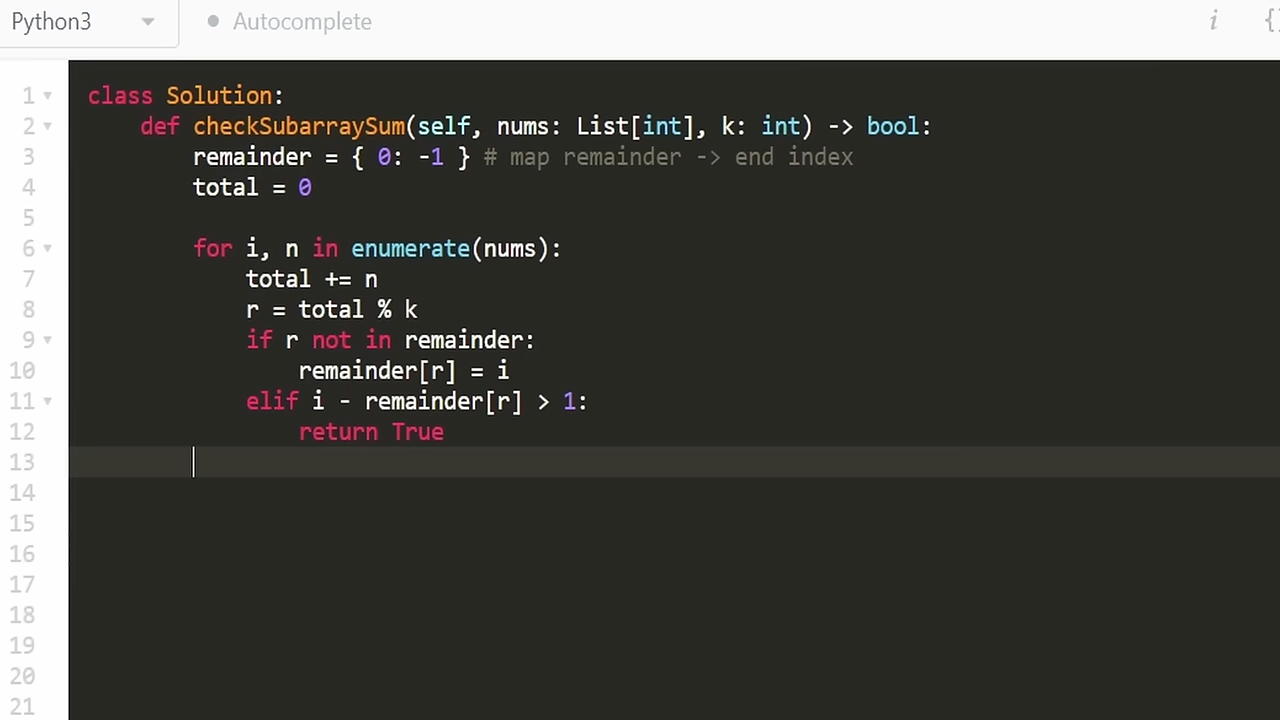 Python3 Autocomplete i {
1 class Solution:
2 def checkSubarraySum(self, nums: List[int], k: int) -> bool:
3 remainder = { 0: -1 } # map remainder -> end index
4 total = 0
5
6 for i, n in enumerate(nums):
7 total += n
8 r = total % k
9 if r not in remainder:
10 remainder[r] = i
11 elif i - remainder[r] > 1:
12 return True
13
14
15
16
17
18
19
20
21